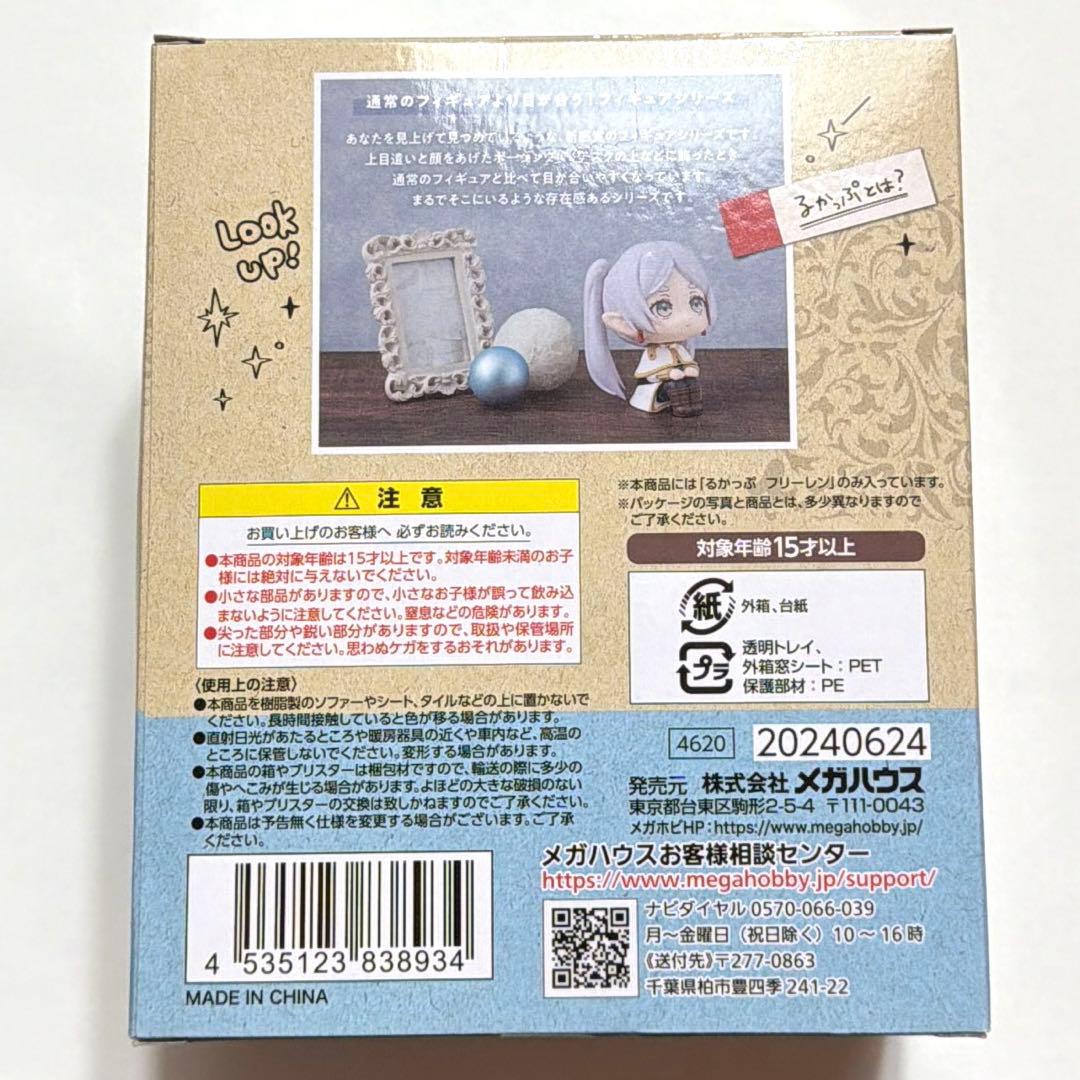 通常のフィギュアより目が合う！フィギュアシリーズ
あなたを見上げて見つめているような、新感覚のフィギュアシリーズです。
上目遣いと顔をあげたポージングで、デスクの上などに飾ったとき
通常のフィギュアと比べて目が合いやすくなっています。
まるでそこにいるような存在感あるシリーズです。
るかっぷとは?
Look
up!
※本商品には「るかっぷ フリーレン」のみ入っています。
※パッケージの写真と商品とは、多少異なりますので
ご了承ください。
対象年齢15才以上
紙
外箱、台紙
プラ
透明トレイ、
外箱窓シート:PET
保護部材:PE
注 意
お買い上げのお客様へ 必ずお読みください。
●本商品の対象年齢は15才以上です。対象年齢未満のお子
様には絶対に与えないでください。
●小さな部品がありますので、小さなお子様が誤って飲み込
まないように注意してください。窒息などの危険があります。
●尖った部分や鋭い部分がありますので、取扱や保管場所
に注意してください。思わぬケガをするおそれがあります。
〈使用上の注意〉
●本商品を樹脂製のソファーやシート、タイルなどの上に置かないで
ください。長時間接触していると色が移る場合があります。
●直射日光があたるところや暖房器具の近くや車内など、高温の
ところに保管しないでください。変形する場合があります。
●本商品の箱やブリスターは梱包材ですので、輸送の際に多少の
傷やへこみが生じる場合があります。よほどの大きな破損のない
限り、箱やブリスターの交換は致しかねますのでご了承ください。
●本商品は予告無く仕様を変更する場合がございます。ご了承
ください。
4620
20240624
発売元 株式会社メガハウス
東京都台東区駒形2-5-4 〒111-0043
メガホビHP:https://www.megahobby.jp/
メガハウスお客様相談センター
https://www.megahobby.jp/support/
ナビダイヤル 0570-066-039
月〜金曜日(祝日除く)10〜16時
《送付先》〒277-0863
千葉県柏市豊四季241-22
4 535123 838934
MADE IN CHINA